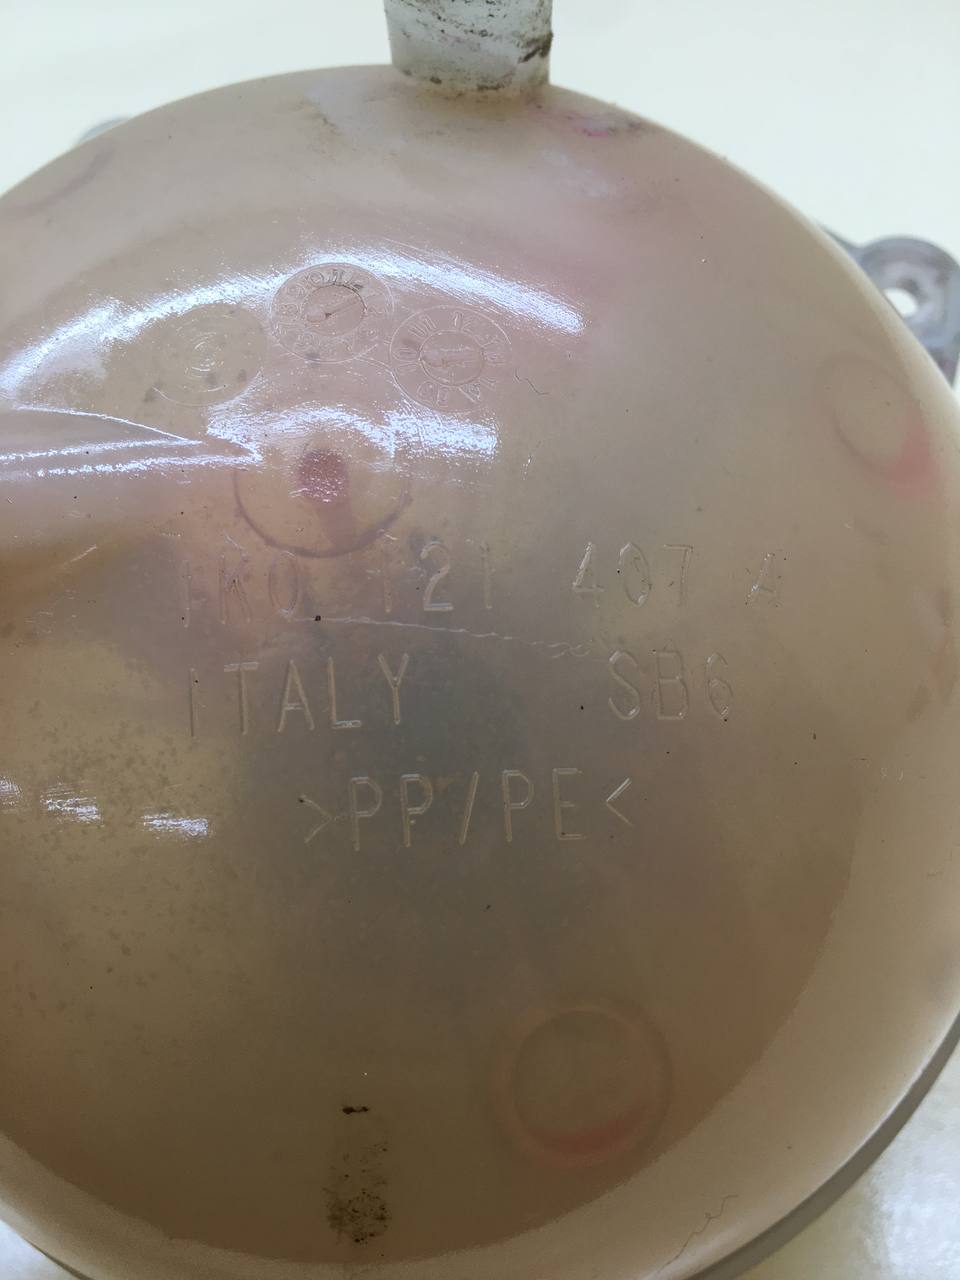 1K0 121 407 A
ITALY SB6
>PP/PE<